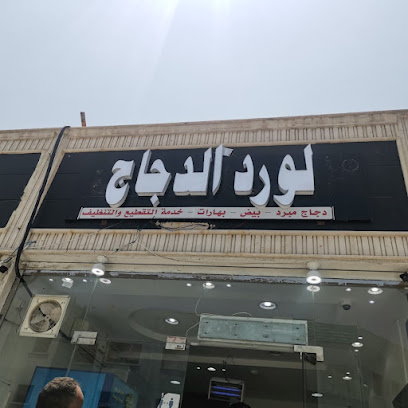 لورد الدجاج
دجاج مبرد - بيض - بهارات - خدمة التقطيع والتنظيف